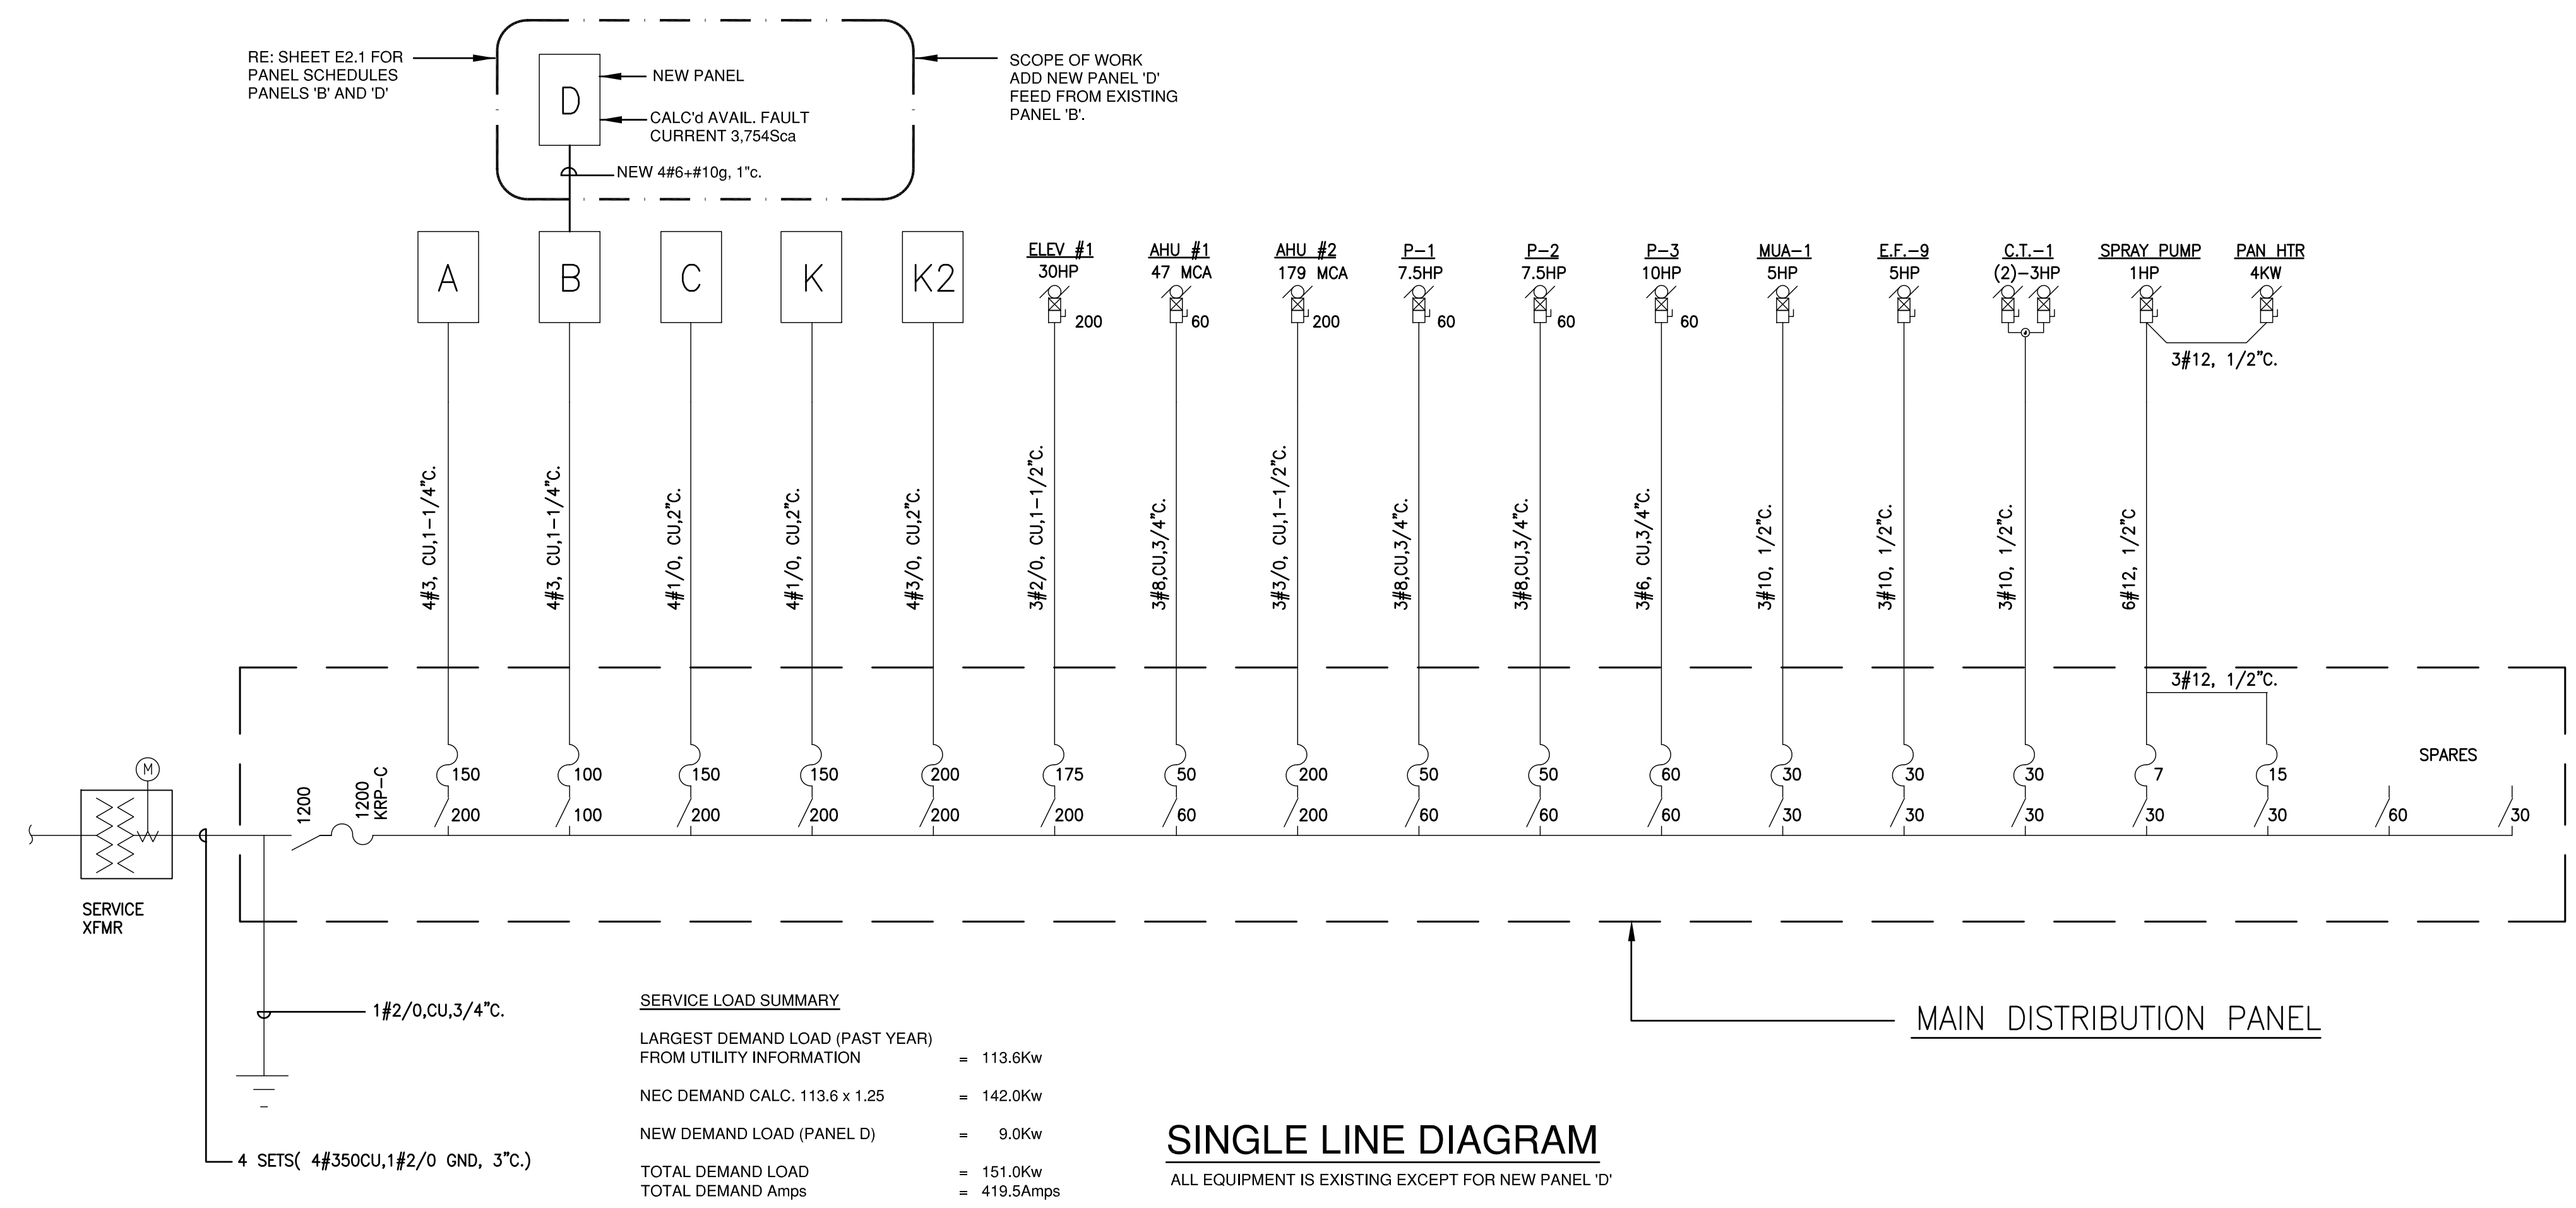 RE: SHEET E2.1 FOR
PANEL SCHEDULES
PANELS 'B' AND 'D'
D
NEW PANEL
CALC'd AVAIL. FAULT
CURRENT 3,754Sca
NEW 4#6+#10g, 1"c.
SCOPE OF WORK
ADD NEW PANEL 'D'
FEED FROM EXISTING
PANEL 'B'.
A
B
C
K
K2
ELEV #1
30HP
200
AHU #1
47 MCA
60
AHU #2
179 MCA
200
P-1
7.5HP
60
P-2
7.5HP
60
P-3
10HP
60
MUA-1
5HP
E.F.-9
5HP
C.T.-1
(2)-3HP
SPRAY PUMP
1HP
PAN HTR
4KW
3#12, 1/2"C.
4#3, CU,1-1/4"C.
4#3, CU,1-1/4"C.
4#1/0, CU,2"C.
4#1/0, CU,2"C.
4#3/0, CU,2"C.
3#2/0, CU,1-1/2"C.
3#8,CU,3/4"C.
3#3/0, CU,1-1/2"C.
3#8,CU,3/4"C.
3#8,CU,3/4"C.
3#6, CU,3/4"C.
3#10, 1/2"C.
3#10, 1/2"C.
3#10, 1/2"C.
6#12, 1/2"C
3#12, 1/2"C.
M
1200
1200
KRP-C
150
200
100
100
150
200
150
200
200
200
175
200
50
60
200
200
50
60
50
60
60
60
30
30
30
30
30
30
7
30
15
30
SPARES
60
30
SERVICE
XFMR
1#2/0,CU,3/4"C.
4 SETS( 4#350CU,1#2/0 GND, 3"C.)
SERVICE LOAD SUMMARY
LARGEST DEMAND LOAD (PAST YEAR)
FROM UTILITY INFORMATION = 113.6Kw
NEC DEMAND CALC. 113.6 x 1.25 = 142.0Kw
NEW DEMAND LOAD (PANEL D) = 9.0Kw
TOTAL DEMAND LOAD = 151.0Kw
TOTAL DEMAND Amps = 419.5Amps
MAIN DISTRIBUTION PANEL
SINGLE LINE DIAGRAM
ALL EQUIPMENT IS EXISTING EXCEPT FOR NEW PANEL 'D'